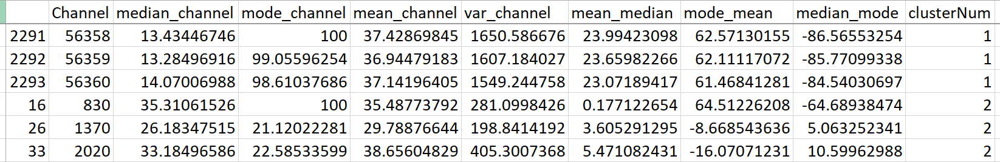 Channel median_channel mode_channel mean_channel var_channel mean_median mode_mean median_mode clusterNum
2291 56358 13.43446746 100 37.42869845 1650.586676 23.99423098 62.57130155 -86.56553254 1
2292 56359 13.28496916 99.05596254 36.94479183 1607.184027 23.65982266 62.11117072 -85.77099338 1
2293 56360 14.07006988 98.61037686 37.14196405 1549.244758 23.07189417 61.46841281 -84.54030697 1
16 830 35.31061526 100 35.48773792 281.0998426 0.177122654 64.51226208 -64.68938474 2
26 1370 26.18347515 21.12022281 29.78876644 198.8414192 3.605291295 -8.668543636 5.063252341 2
33 2020 33.18496586 22.58533599 38.65604829 405.3007368 5.471082431 -16.07071231 10.59962988 2